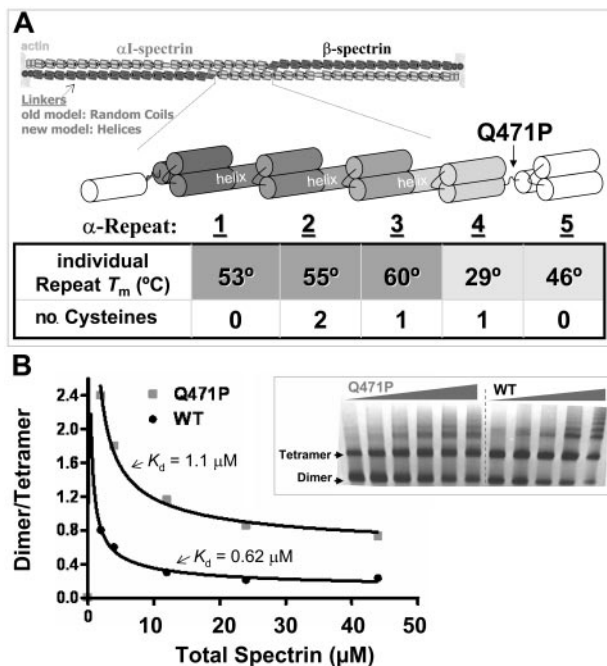 A
actin
αI-spectrin
β-spectrin
Linkers
old model: Random Coils
new model: Helices
Q471P
helix
helix
helix
α-Repeat: 1 2 3 4 5
individual Repeat Tm (ºC) 53º 55º 60º 29º 46º
no. Cysteines 0 2 1 1 0
B
Dimer/Tetramer
2.4
2.0
1.6
1.2
0.8
0.4
0.0
Q471P
WT
Kd = 1.1 μM
Kd = 0.62 μM
0 10 20 30 40 50
Total Spectrin (μM)
Q471P WT
Tetramer
Dimer